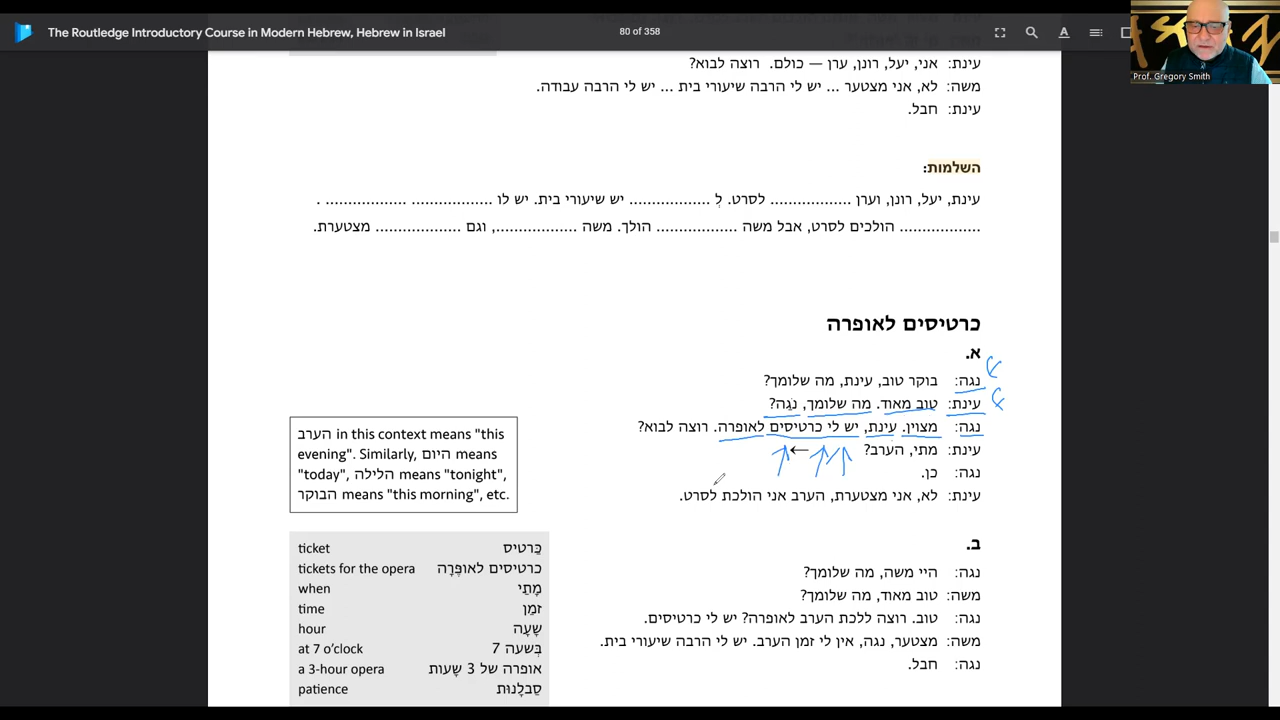 The Routledge Introductory Course in Modern Hebrew, Hebrew in Israel
80 of 358
Prof. Gregory Smith
עינת: אני, יעל, רונן, ערן — כולם. רוצה לבוא?
משה: לא, אני מצטער ... יש לי הרבה שיעורי בית ... יש לי הרבה עבודה.
עינת: חבל.
השלמות:
עינת, יעל, רונן, וערן .................. לסרט. לְ .................. יש שיעורי בית. יש לו .................. .................. .
.................. הולכים לסרט, אבל משה .................. הולך. משה .................., וגם .................. מצטערת.
כרטיסים לאופרה
א.
נגה: בוקר טוב, עינת, מה שלומך?
עינת: טוב מאוד. מה שלומך, נֹגַה?
נגה: מצוין. עינת, יש לי כרטיסים לאופרה. רוצה לבוא?
עינת: מתי, הערב? ←
נגה: כן.
עינת: לא, אני מצטערת, הערב אני הולכת לסרט.
הערב in this context means "this
evening". Similarly, היום means
"today", הלילה means "tonight",
הבוקר means "this morning", etc.
ב.
נגה: היי משה, מה שלומך?
משה: טוב מאוד, מה שלומך?
נגה: טוב. רוצה ללכת הערב לאופרה? יש לי כרטיסים.
משה: מצטער, נגה, אין לי זמן הערב. יש לי הרבה שיעורי בית.
נגה: חבל.
ticket כַּרטיס
tickets for the opera כרטיסים לאופֶּרָה
when מָתַי
time זמַן
hour שָעָה
at 7 o'clock בְּשעה 7
a 3-hour opera אופרה של 3 שָעות
patience סַבלָנוּת